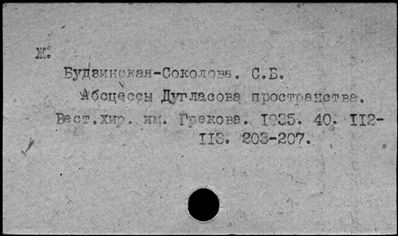 Ж.
Будзинская-Соколова. С.Б.
Абсцессы Дугласова пространства.
Вест.хир. им. Грекова. 1935. 40. 112-
113. 203-207.